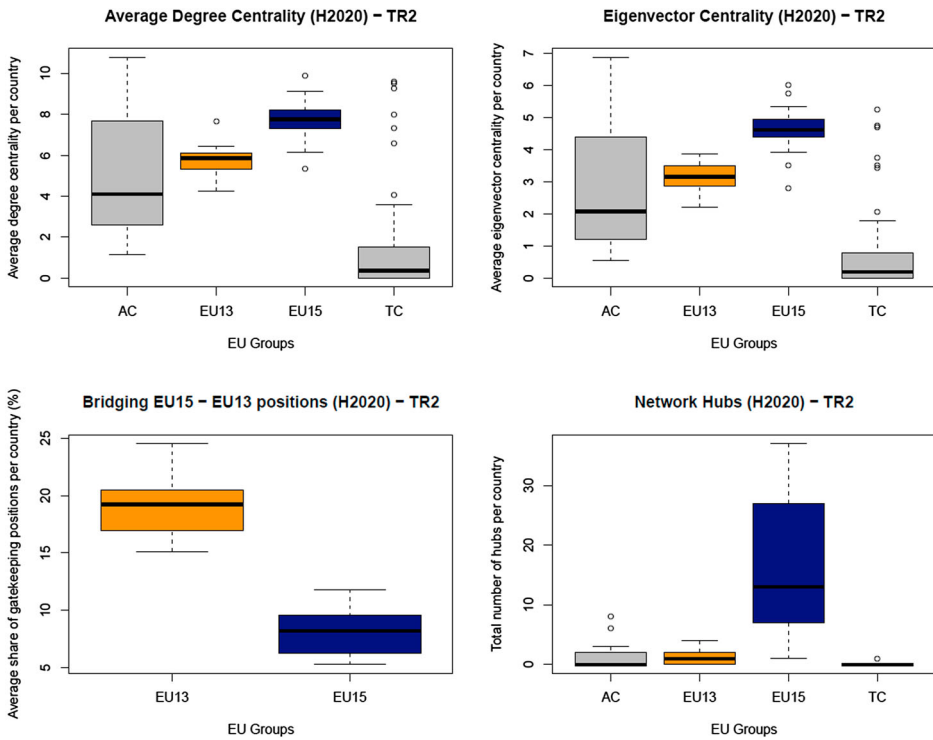 Average Degree Centrality (H2020) − TR2
Average degree centrality per country
10
8
6
4
2
0
AC EU13 EU15 TC
EU Groups
Eigenvector Centrality (H2020) − TR2
Average eigenvector centrality per country
7
6
5
4
3
2
1
0
AC EU13 EU15 TC
EU Groups
Bridging EU15 − EU13 positions (H2020) − TR2
Average share of gatekeeping positions per country (%)
25
20
15
10
5
EU13 EU15
EU Groups
Network Hubs (H2020) − TR2
Total number of hubs per country
30
20
10
0
AC EU13 EU15 TC
EU Groups